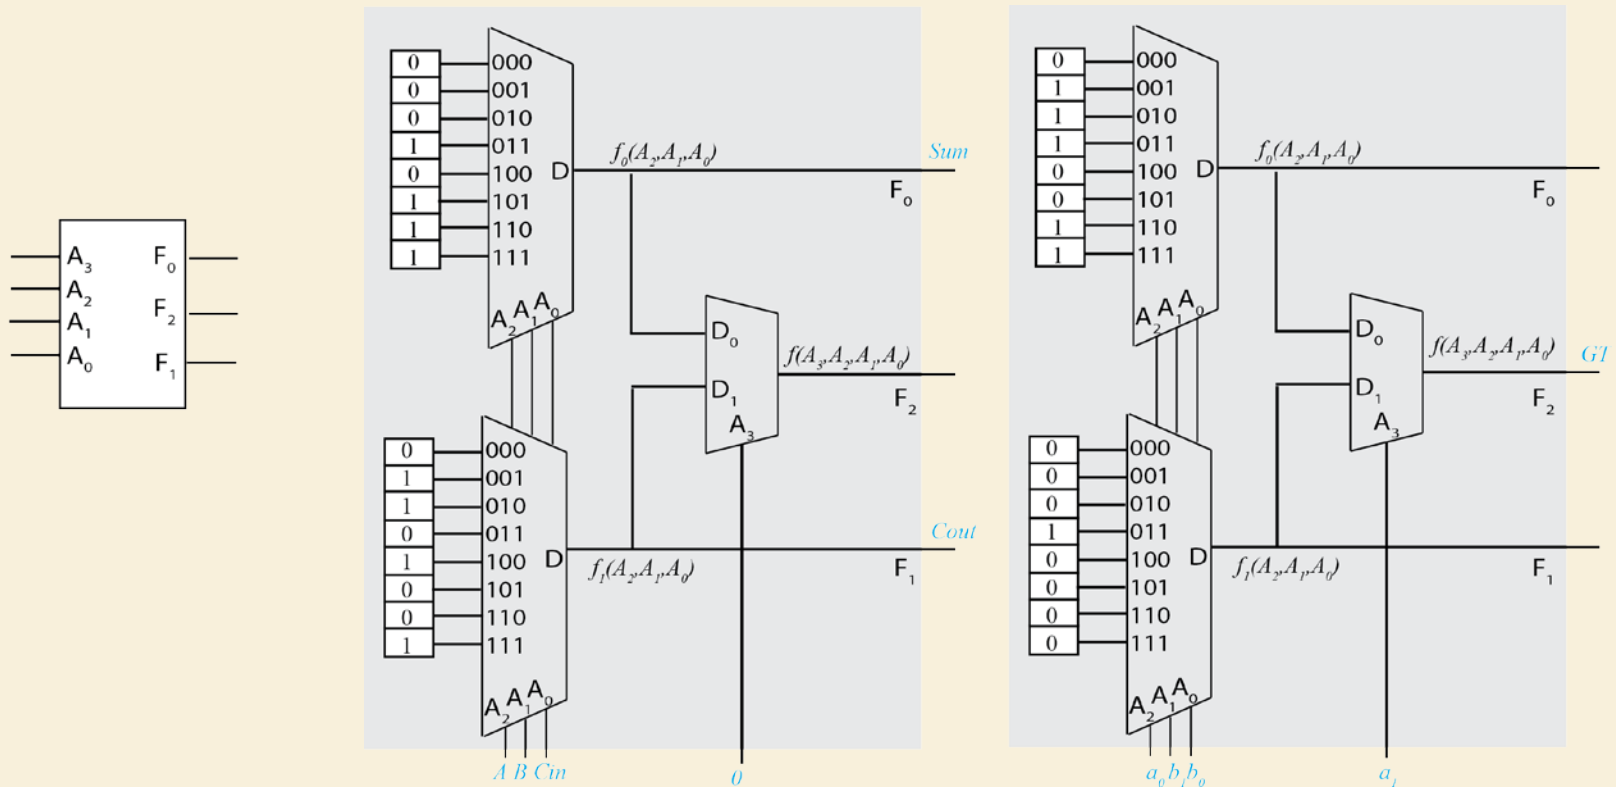 A3 F0
A2 F2
A1
A0 F1
0 000
0 001
0 010
1 011
0 100
1 101
1 110
1 111
D
A2 A1 A0
f0(A2,A1,A0)
Sum
F0
D0
D1
A3
f(A3,A2,A1,A0)
F2
0 000
1 001
1 010
0 011
1 100
0 101
0 110
1 111
D
A2 A1 A0
f1(A2,A1,A0)
Cout
F1
A B Cin
0
0 000
1 001
1 010
1 011
0 100
0 101
1 110
1 111
D
A2 A1 A0
f0(A2,A1,A0)
F0
D0
D1
A3
f(A3,A2,A1,A0)
GT
F2
0 000
0 001
0 010
1 011
0 100
0 101
0 110
0 111
D
A2 A1 A0
f1(A2,A1,A0)
F1
a0 b1 b0
a1